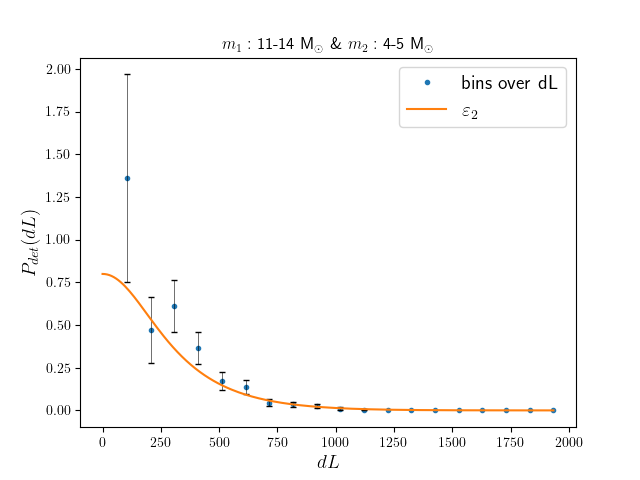 m₁ : 11-14 M⊙ & m₂ : 4-5 M⊙
bins over dL
ε₂
P_det(dL)
2.00
1.75
1.50
1.25
1.00
0.75
0.50
0.25
0.00
0 250 500 750 1000 1250 1500 1750 2000
dL